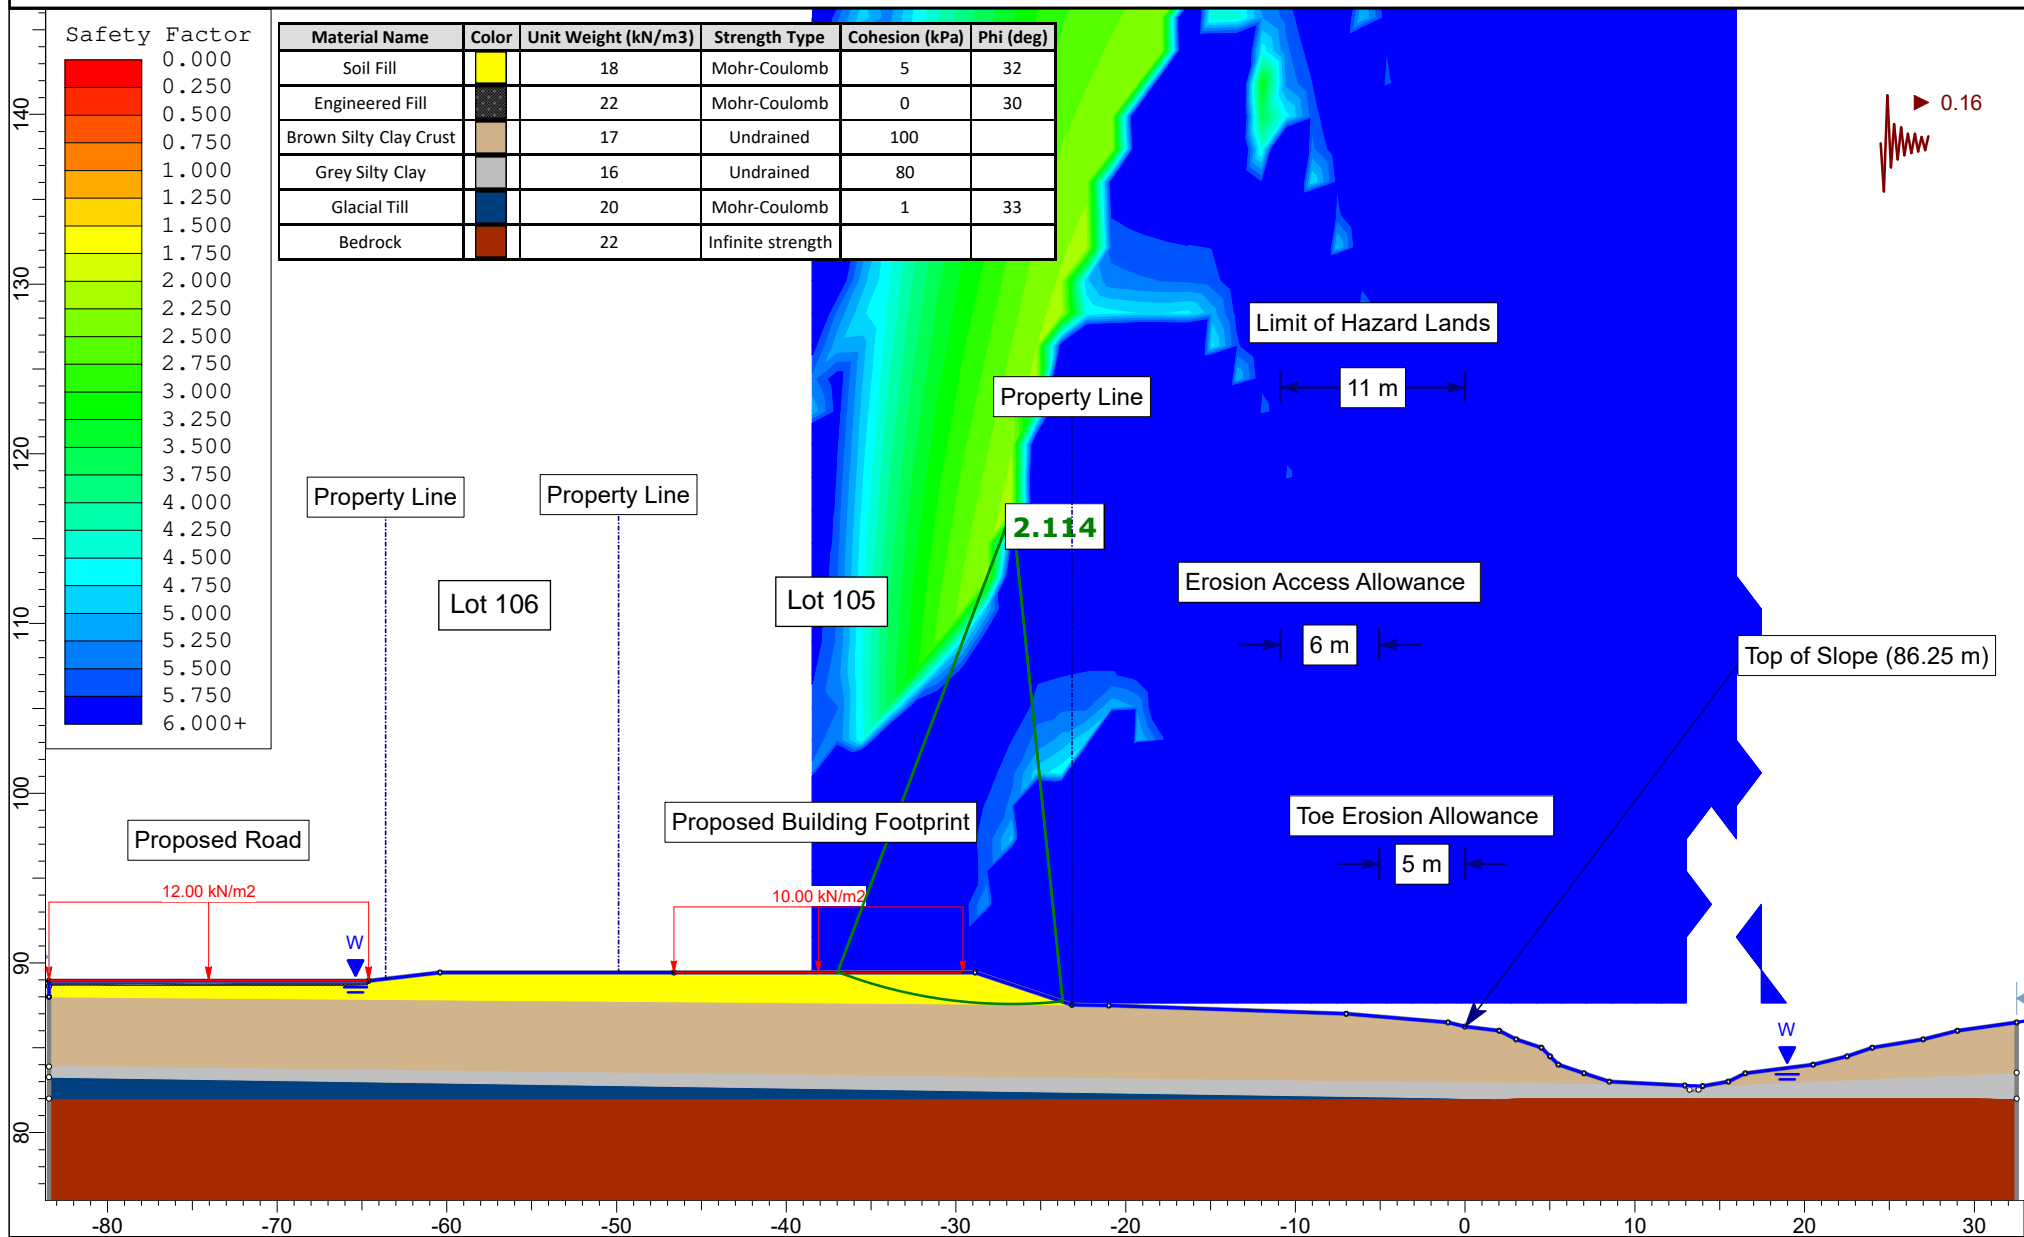 Safety Factor
0.000
0.250
0.500
0.750
1.000
1.250
1.500
1.750
2.000
2.250
2.500
2.750
3.000
3.250
3.500
3.750
4.000
4.250
4.500
4.750
5.000
5.250
5.500
5.750
6.000+
Material Name Color Unit Weight (kN/m3) Strength Type Cohesion (kPa) Phi (deg)
Soil Fill 18 Mohr-Coulomb 5 32
Engineered Fill 22 Mohr-Coulomb 0 30
Brown Silty Clay Crust 17 Undrained 100
Grey Silty Clay 16 Undrained 80
Glacial Till 20 Mohr-Coulomb 1 33
Bedrock 22 Infinite strength
0.16
Limit of Hazard Lands
11 m
Property Line
Property Line
Property Line
2.114
Lot 106
Lot 105
Erosion Access Allowance
6 m
Top of Slope (86.25 m)
Proposed Road
Proposed Building Footprint
Toe Erosion Allowance
5 m
12.00 kN/m2
10.00 kN/m2
W
W
140
130
120
110
100
90
80
-80 -70 -60 -50 -40 -30 -20 -10 0 10 20 30